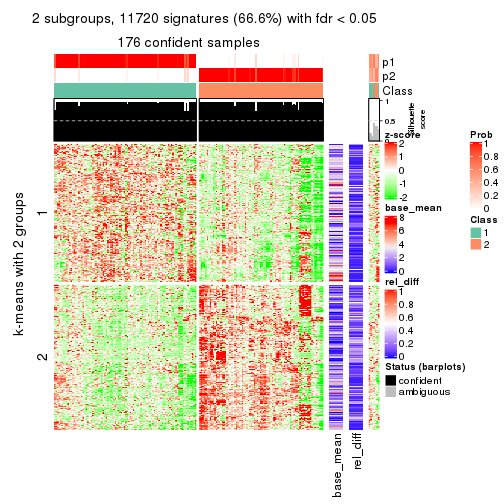 2 subgroups, 11720 signatures (66.6%) with fdr < 0.05
176 confident samples
p1
p2
Class
1
0.5
0
Silhouette
score
k-means with 2 groups
1
2
base_mean
rel_diff
z-score
2
1
0
-1
-2
base_mean
8
6
4
2
0
rel_diff
1
0.8
0.6
0.4
0.2
0
Status (barplots)
confident
ambiguous
Prob
1
0.8
0.6
0.4
0.2
0
Class
1
2